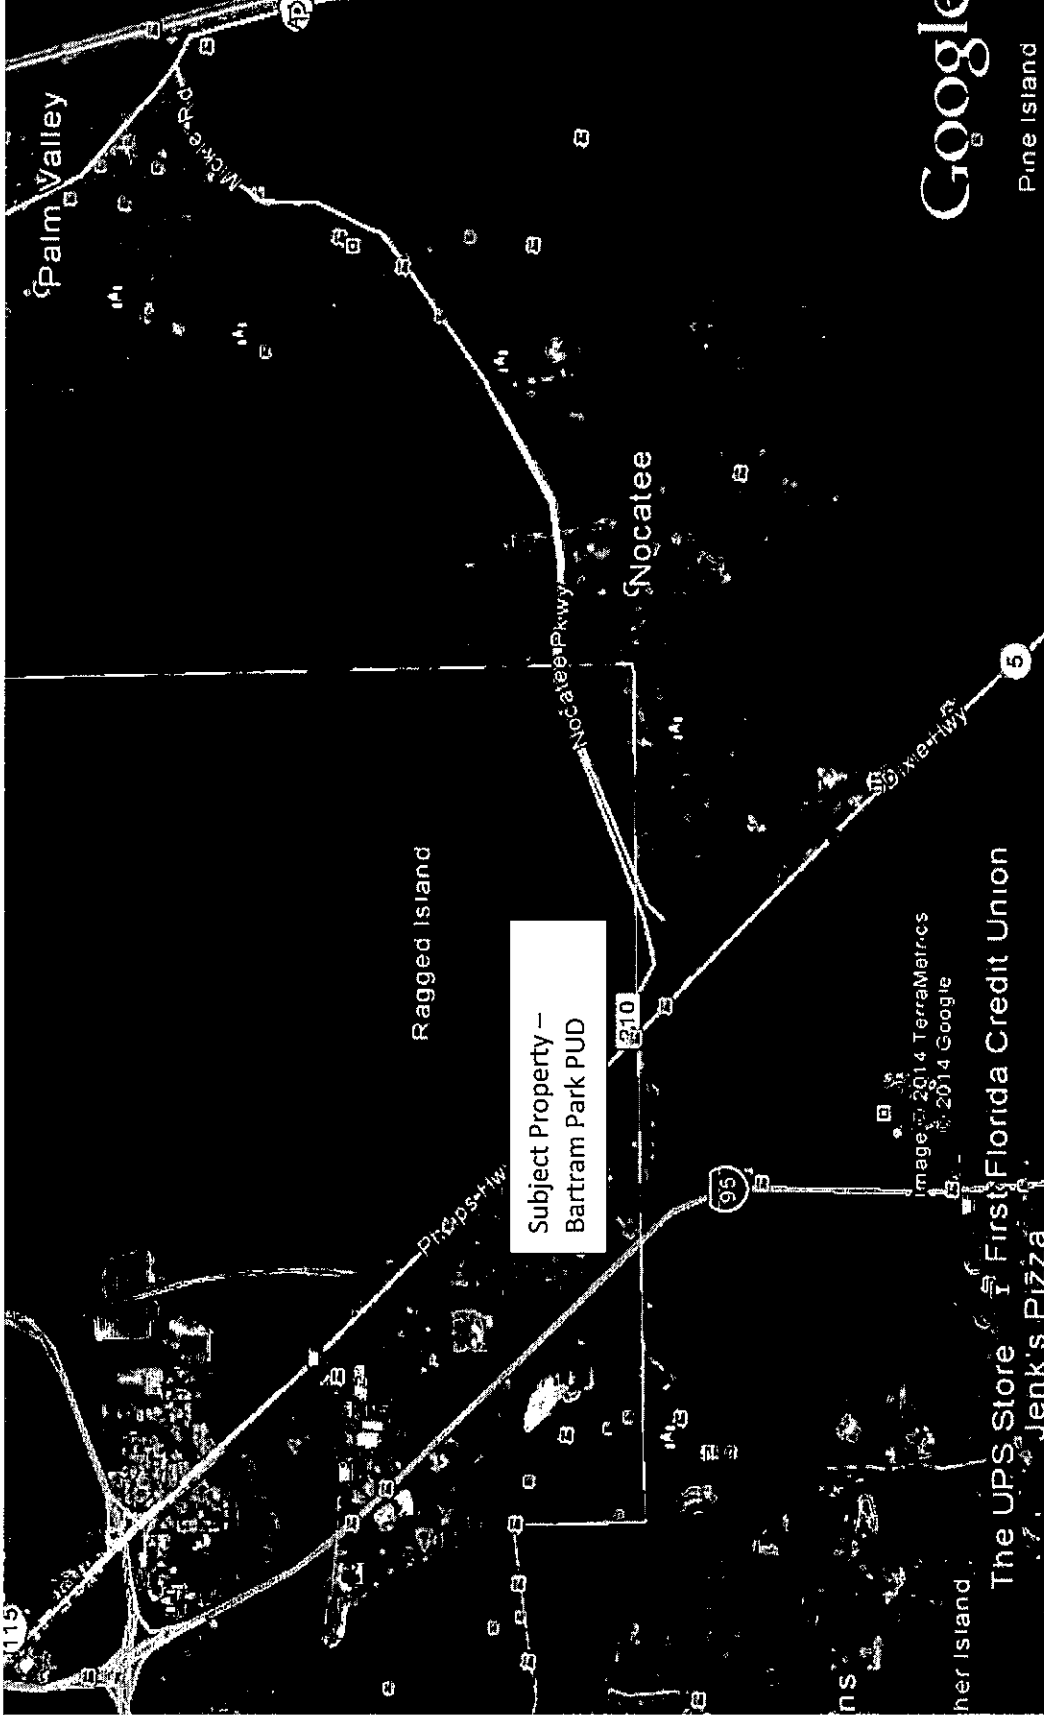 115
Palm Valley
Mickle Rd
Nocatee Pkwy
Nocatee
Ragged Island
Philips Hw
Subject Property –
Bartram Park PUD
210
95
Dixie Hwy
5
Google
Pine Island
Image © 2014 TerraMetrics
© 2014 Google
The UPS Store
First Florida Credit Union
Jenk's Pizza
her Island
ns